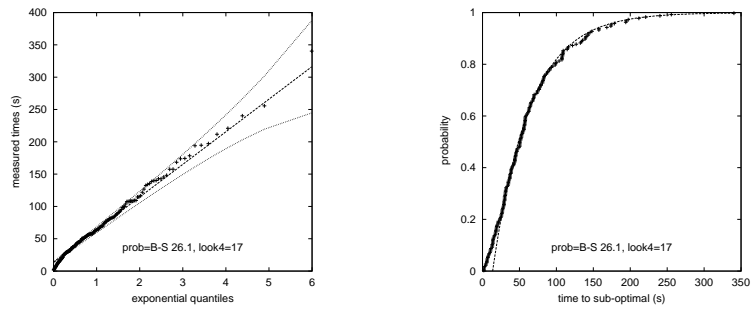 400
350
300
250
200
150
100
50
0
measured times (s)
prob=B-S 26.1, look4=17
0 1 2 3 4 5 6
exponential quantiles
1
0.8
0.6
0.4
0.2
0
probability
prob=B-S 26.1, look4=17
0 50 100 150 200 250 300 350
time to sub-optimal (s)